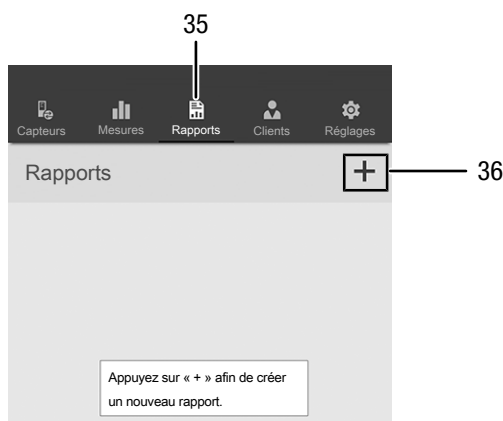 35
Capteurs Mesures Rapports Clients Réglages
Rapports +
36
Appuyez sur « + » afin de créer
un nouveau rapport.